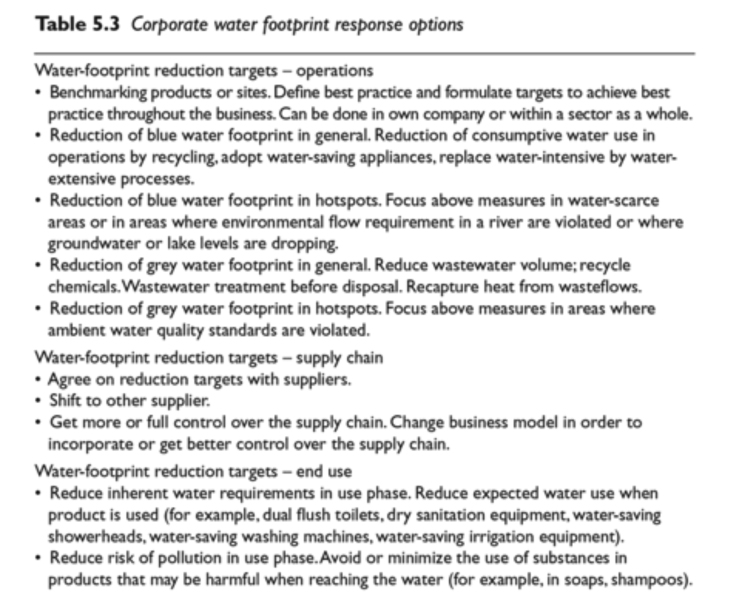 Table 5.3 Corporate water footprint response options
Water-footprint reduction targets – operations
• Benchmarking products or sites. Define best practice and formulate targets to achieve best
practice throughout the business. Can be done in own company or within a sector as a whole.
• Reduction of blue water footprint in general. Reduction of consumptive water use in
operations by recycling, adopt water-saving appliances, replace water-intensive by water-
extensive processes.
• Reduction of blue water footprint in hotspots. Focus above measures in water-scarce
areas or in areas where environmental flow requirement in a river are violated or where
groundwater or lake levels are dropping.
• Reduction of grey water footprint in general. Reduce wastewater volume; recycle
chemicals. Wastewater treatment before disposal. Recapture heat from wasteflows.
• Reduction of grey water footprint in hotspots. Focus above measures in areas where
ambient water quality standards are violated.
Water-footprint reduction targets – supply chain
• Agree on reduction targets with suppliers.
• Shift to other supplier.
• Get more or full control over the supply chain. Change business model in order to
incorporate or get better control over the supply chain.
Water-footprint reduction targets – end use
• Reduce inherent water requirements in use phase. Reduce expected water use when
product is used (for example, dual flush toilets, dry sanitation equipment, water-saving
showerheads, water-saving washing machines, water-saving irrigation equipment).
• Reduce risk of pollution in use phase. Avoid or minimize the use of substances in
products that may be harmful when reaching the water (for example, in soaps, shampoos).